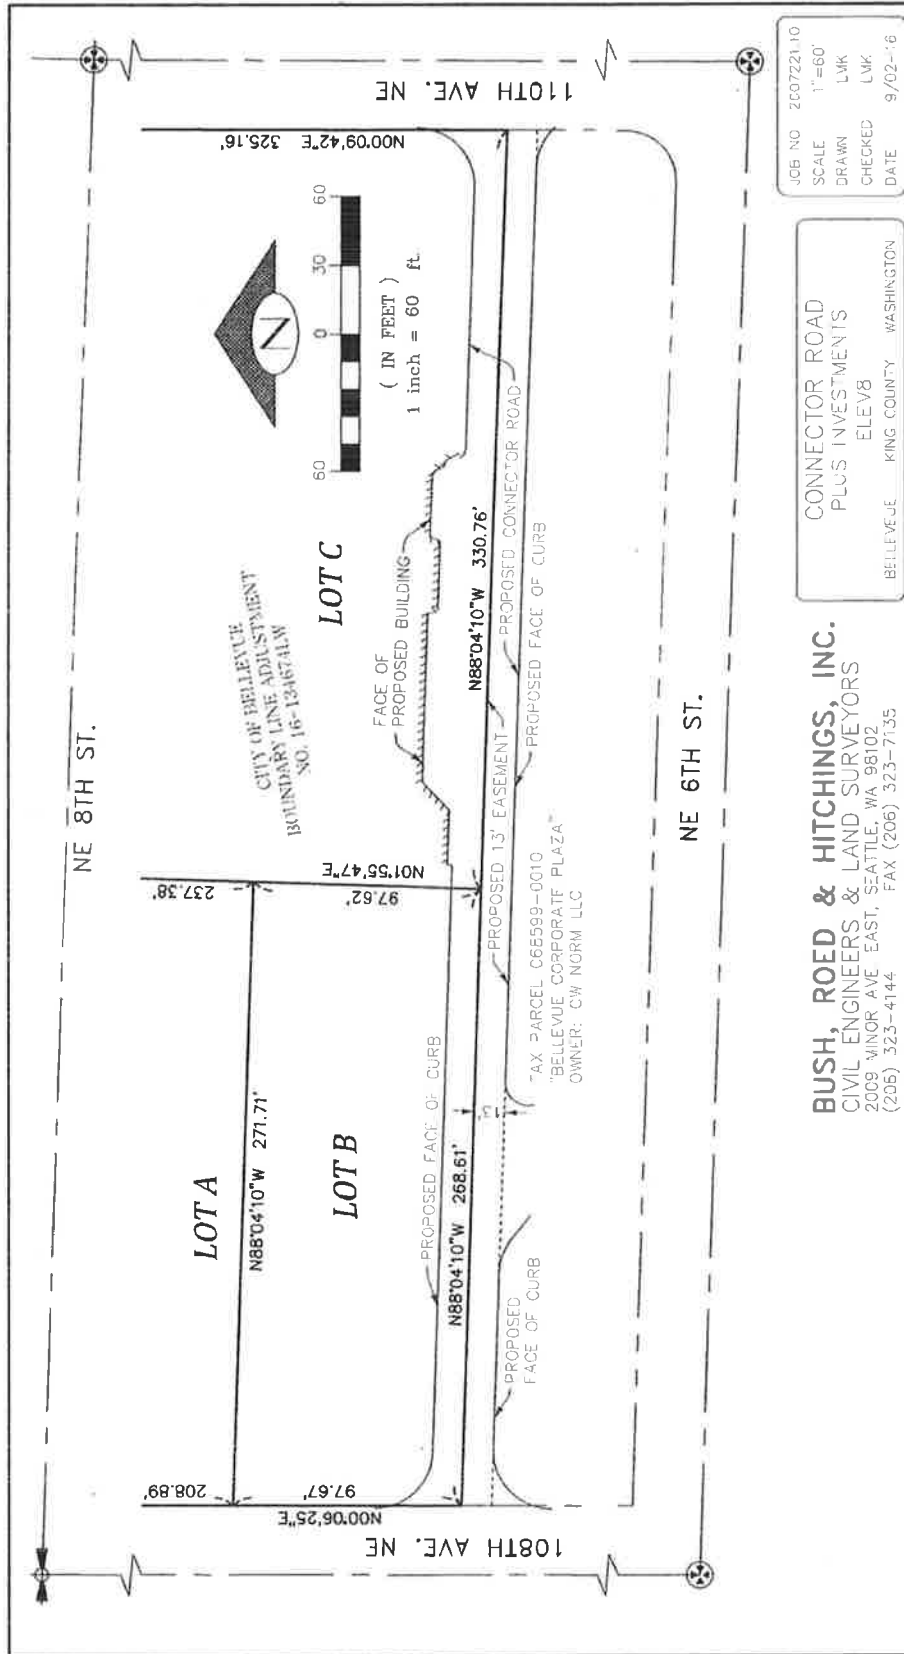 NE 8TH ST.
110TH AVE. NE
N00°09'42"E
325.16'
N
60
30
0
60
( IN FEET )
1 inch = 60 ft.
CITY OF BELLEVUE
BOUNDARY LINE ADJUSTMENT
NO. 16-134674LW
LOT C
FACE OF
PROPOSED BUILDING
237.38'
N01°55'47"E
97.62'
LOT A
N88°04'10"W 271.71'
LOT B
208.89'
97.67'
N00°06'25"E
108TH AVE. NE
PROPOSED FACE OF CURB
N88°04'10"W 268.61'
N88°04'10"W 330.76'
PROPOSED 13' EASEMENT
PROPOSED CONNECTOR ROAD
PROPOSED FACE OF CURB
13'
TAX PARCEL C68599-0010
"BELLEVUE CORPORATE PLAZA"
OWNER: CW NORM LLC
PROPOSED
FACE OF CURB
NE 6TH ST.
BUSH, ROED & HITCHINGS, INC.
CIVIL ENGINEERS & LAND SURVEYORS
2009 MINOR AVE EAST, SEATTLE, WA 98102
(206) 323-4144 FAX (206) 323-7135
CONNECTOR ROAD
PLUS INVESTMENTS
ELEV8
BELLEVUE KING COUNTY WASHINGTON
JOB NO 2007221.10
SCALE 1"=60'
DRAWN LMK
CHECKED LMK
DATE 9/02-16